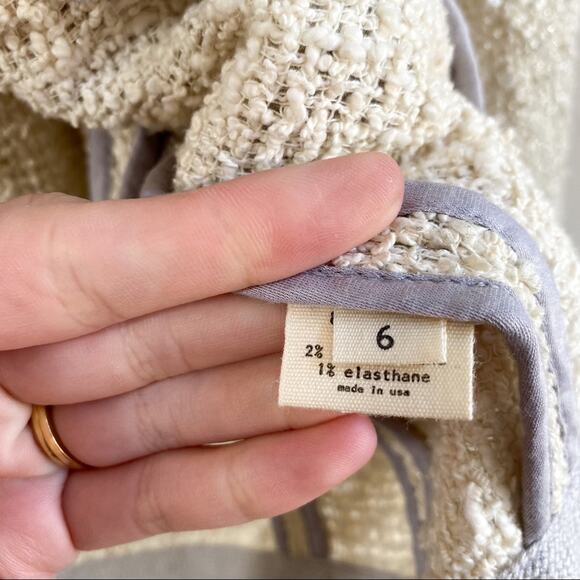 6
2%
1% elasthane
made in usa